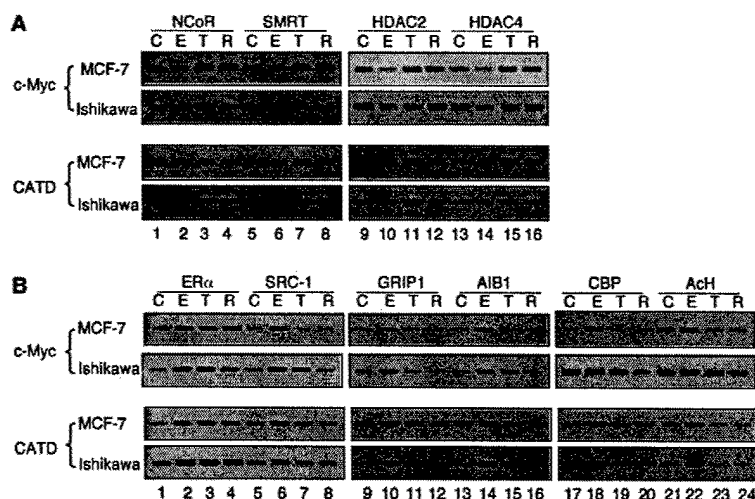 A
NCoR SMRT HDAC2 HDAC4
C E T R C E T R C E T R C E T R
c-Myc
MCF-7
Ishikawa
CATD
MCF-7
Ishikawa
1 2 3 4 5 6 7 8 9 10 11 12 13 14 15 16
B
ERα SRC-1 GRIP1 AIB1 CBP AcH
C E T R C E T R C E T R C E T R C E T R C E T R
c-Myc
MCF-7
Ishikawa
CATD
MCF-7
Ishikawa
1 2 3 4 5 6 7 8 9 10 11 12 13 14 15 16 17 18 19 20 21 22 23 24